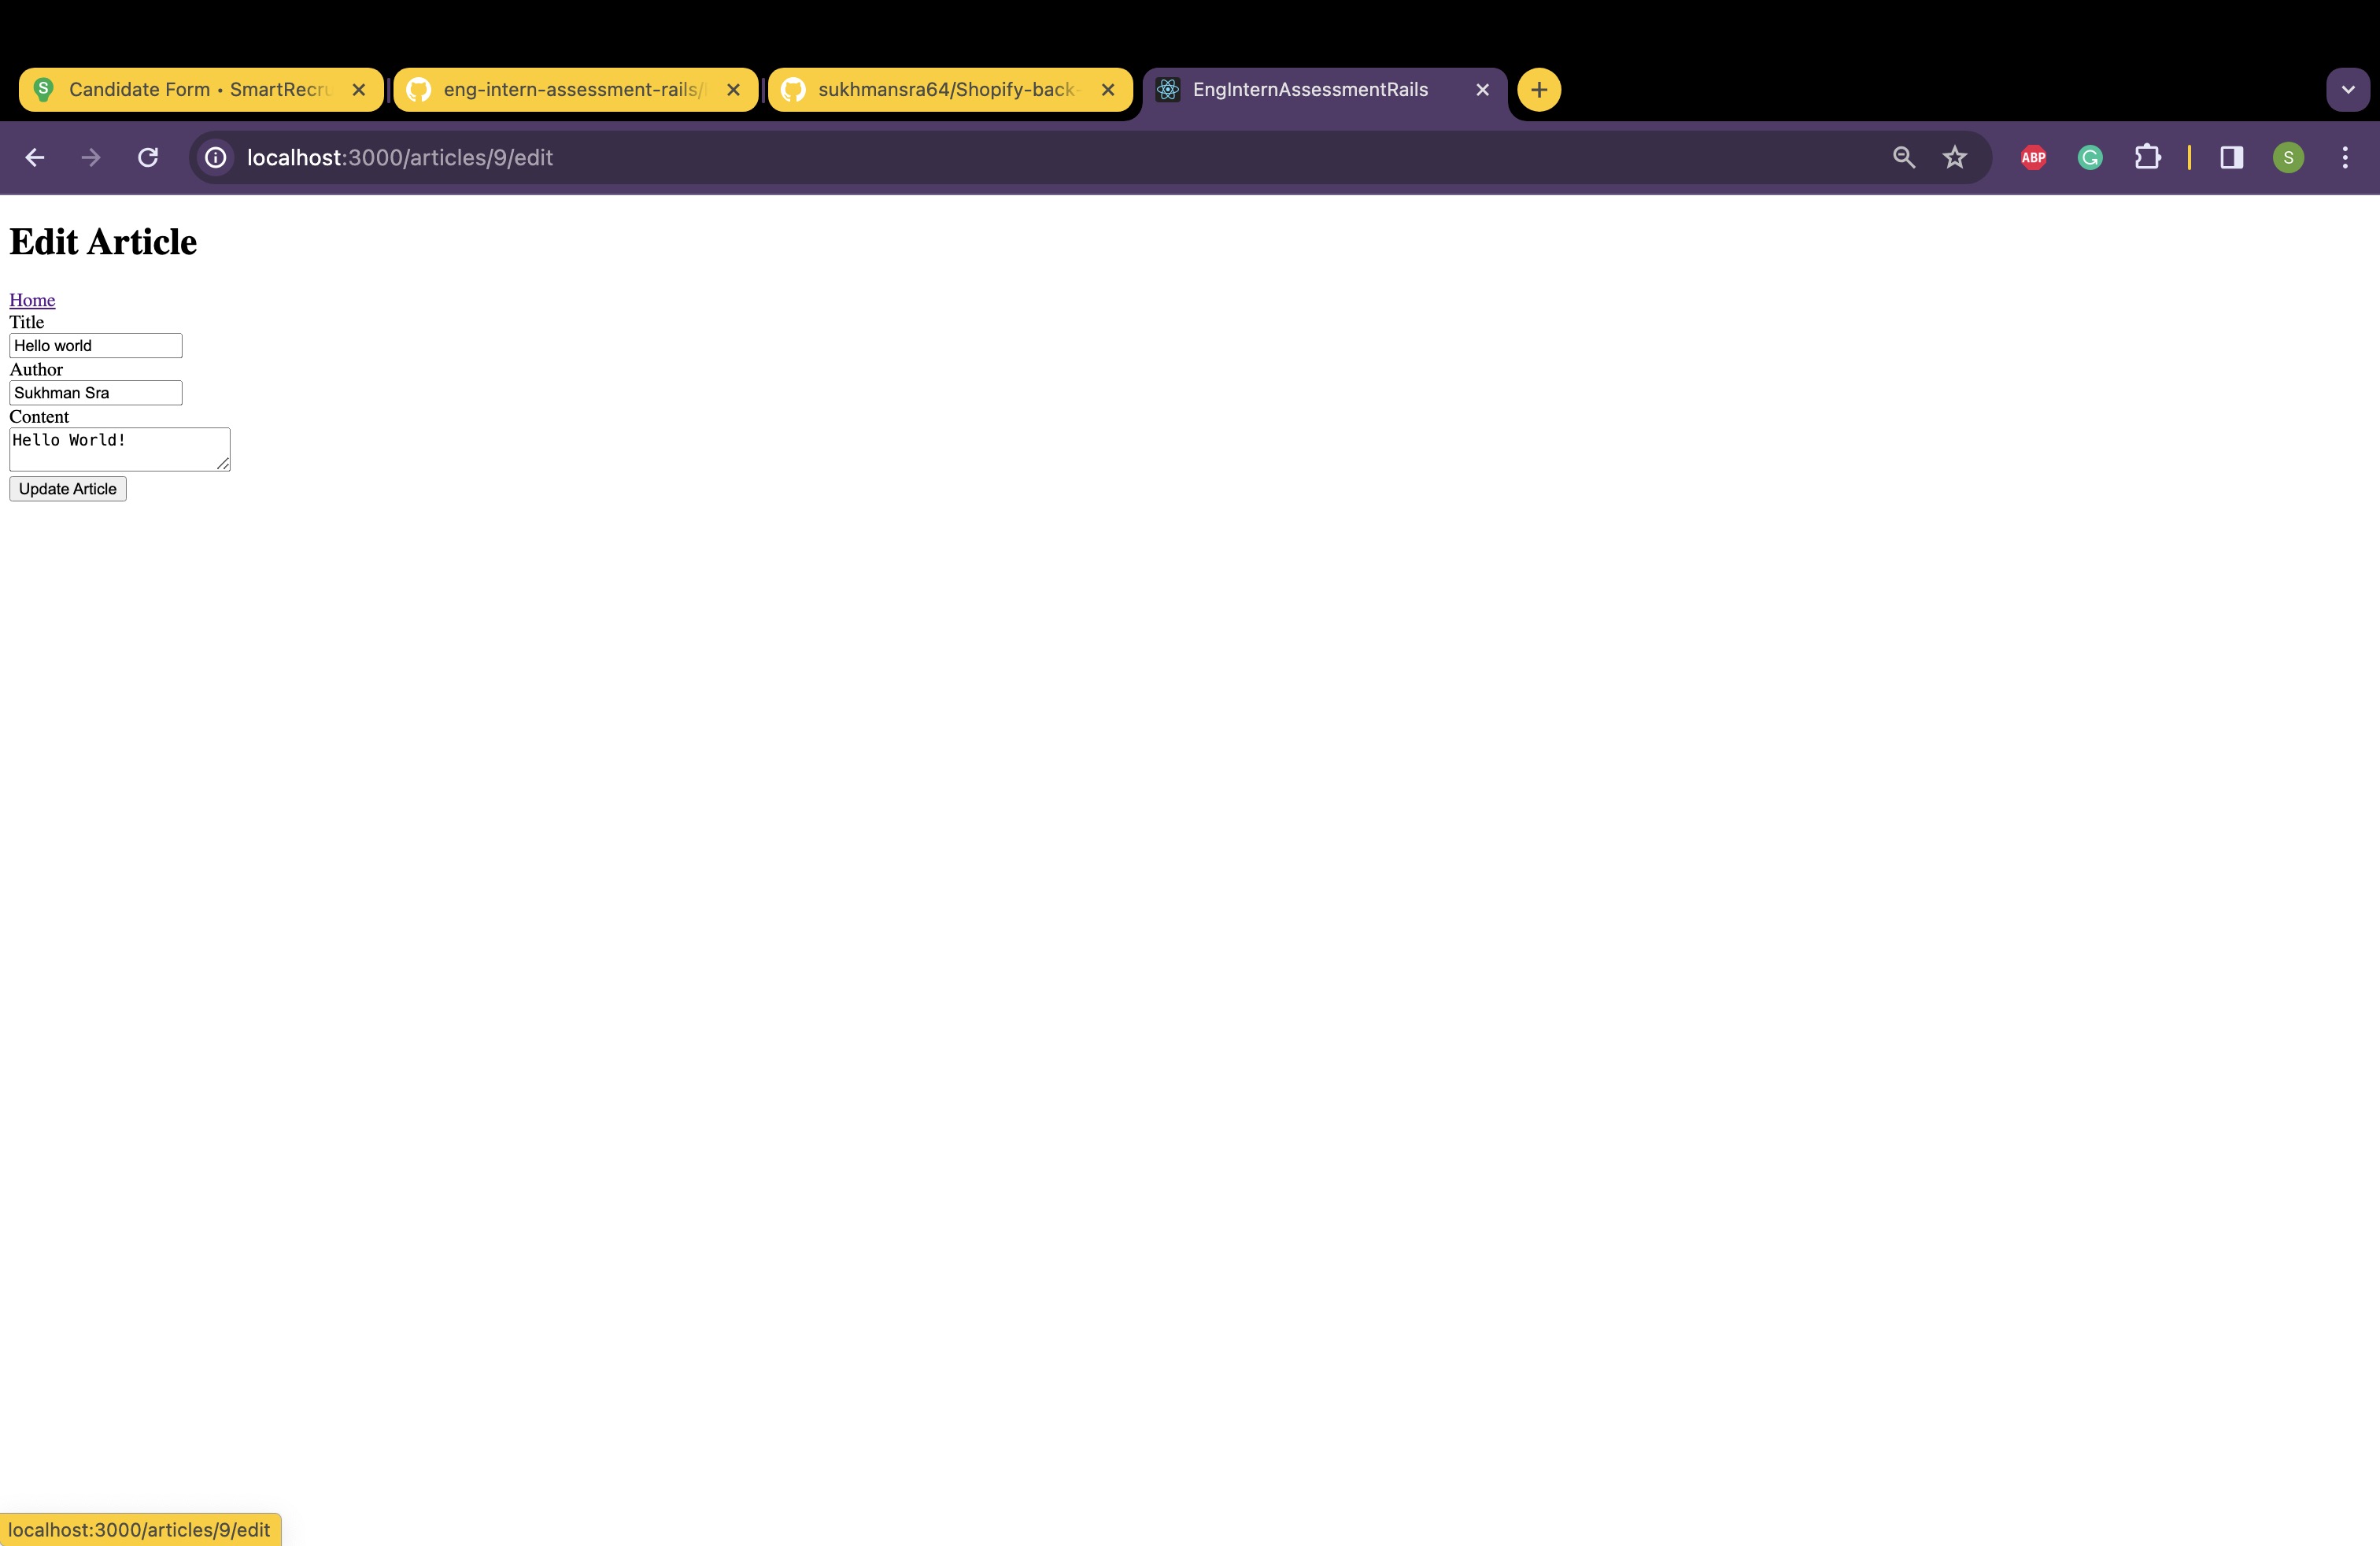 Candidate Form • SmartRecru
eng-intern-assessment-rails/
sukhmansra64/Shopify-back-
EngInternAssessmentRails
localhost:3000/articles/9/edit
ABP
S
Edit Article
Home
Title
Hello world
Author
Sukhman Sra
Content
Hello World!
Update Article
localhost:3000/articles/9/edit